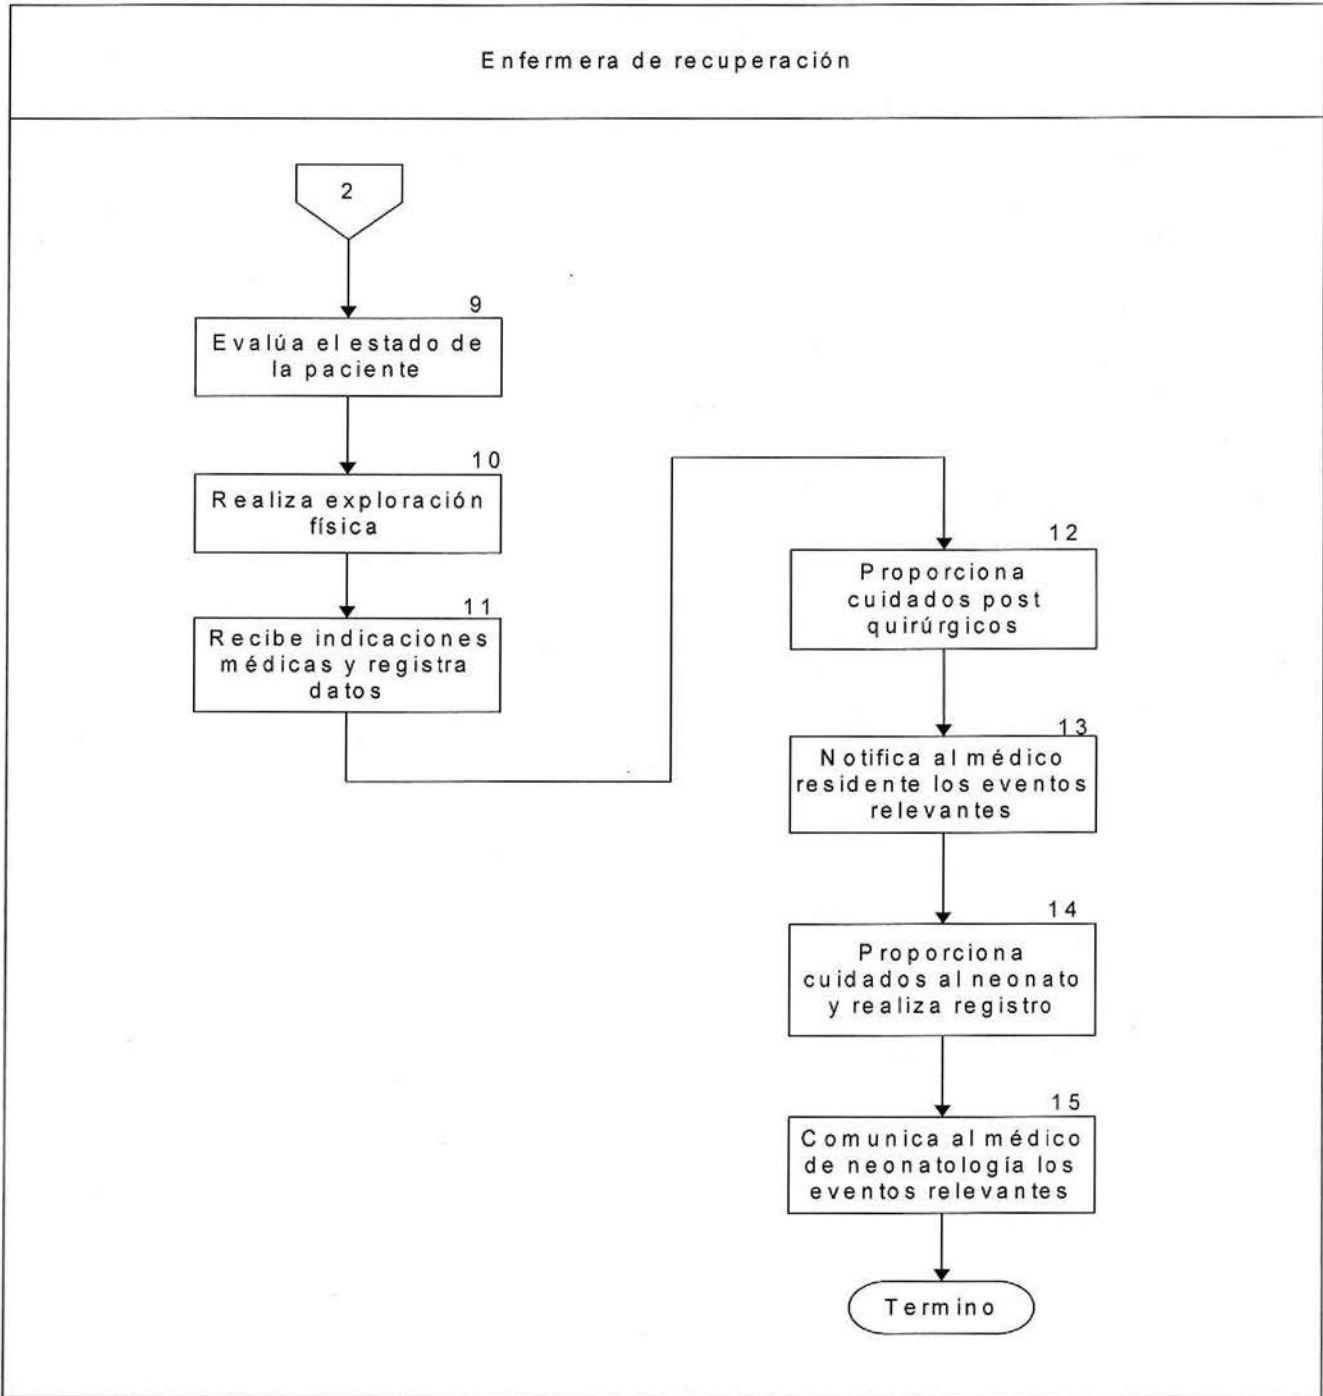 Enfermera de recuperación
2
9
Evalúa el estado de
la paciente
10
Realiza exploración
física
11
Recibe indicaciones
médicas y registra
datos
12
Proporciona
cuidados post
quirúrgicos
13
Notifica al médico
residente los eventos
relevantes
14
Proporciona
cuidados al neonato
y realiza registro
15
Comunica al médico
de neonatología los
eventos relevantes
Termino